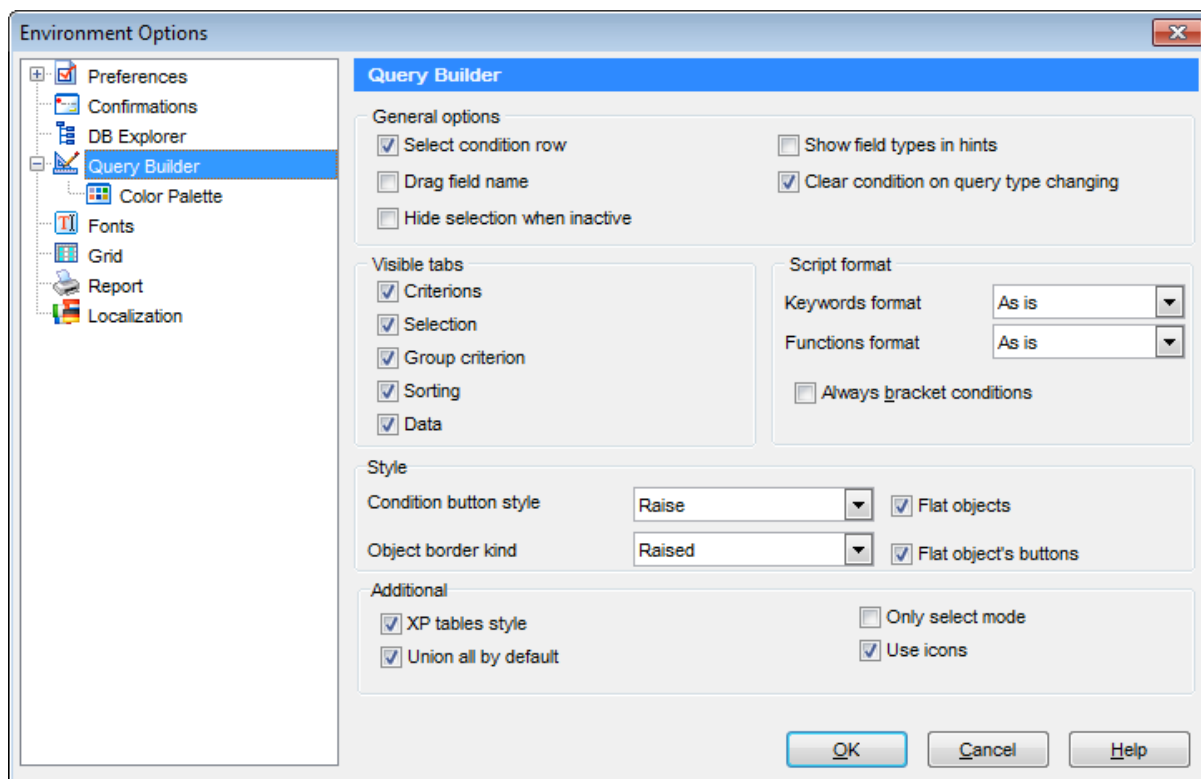 Environment Options
Preferences
Confirmations
DB Explorer
Query Builder
Color Palette
Fonts
Grid
Report
Localization
Query Builder
General options
Select condition row
Show field types in hints
Drag field name
Clear condition on query type changing
Hide selection when inactive
Visible tabs
Criterions
Selection
Group criterion
Sorting
Data
Script format
Keywords format As is
Functions format As is
Always bracket conditions
Style
Condition button style Raise Flat objects
Object border kind Raised Flat object's buttons
Additional
XP tables style
Only select mode
Union all by default
Use icons
OK Cancel Help